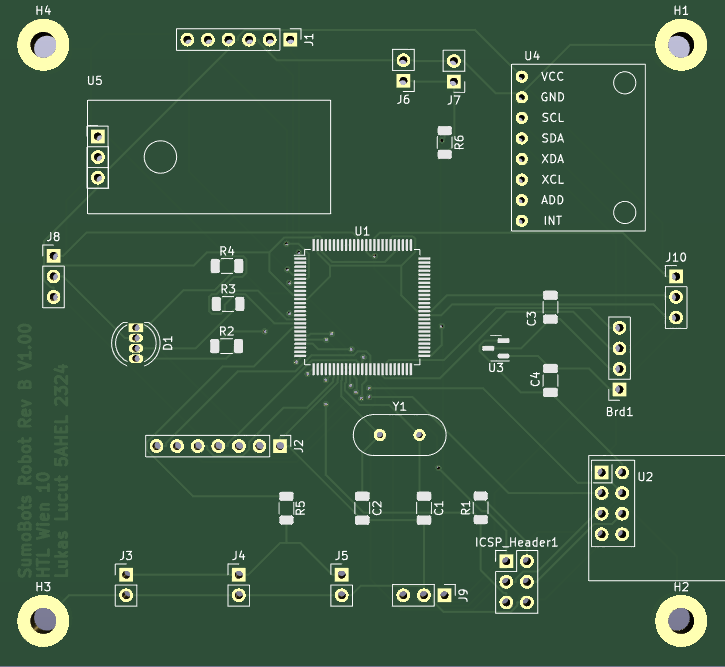 H4
J1
H1
U4
VCC
GND
SCL
SDA
XDA
XCL
ADD
INT
U5
J6
J7
R6
U1
J8
R4
R3
R2
D1
J10
C3
U3
C4
Brd1
Y1
J2
U2
R5
C2
C1
R1
ICSP_Header1
J3
J4
J5
J9
H3
H2
SumoBots Robot Rev B V1.00
HTL Wien 10
Lukas Lucut 5AHEL 2324